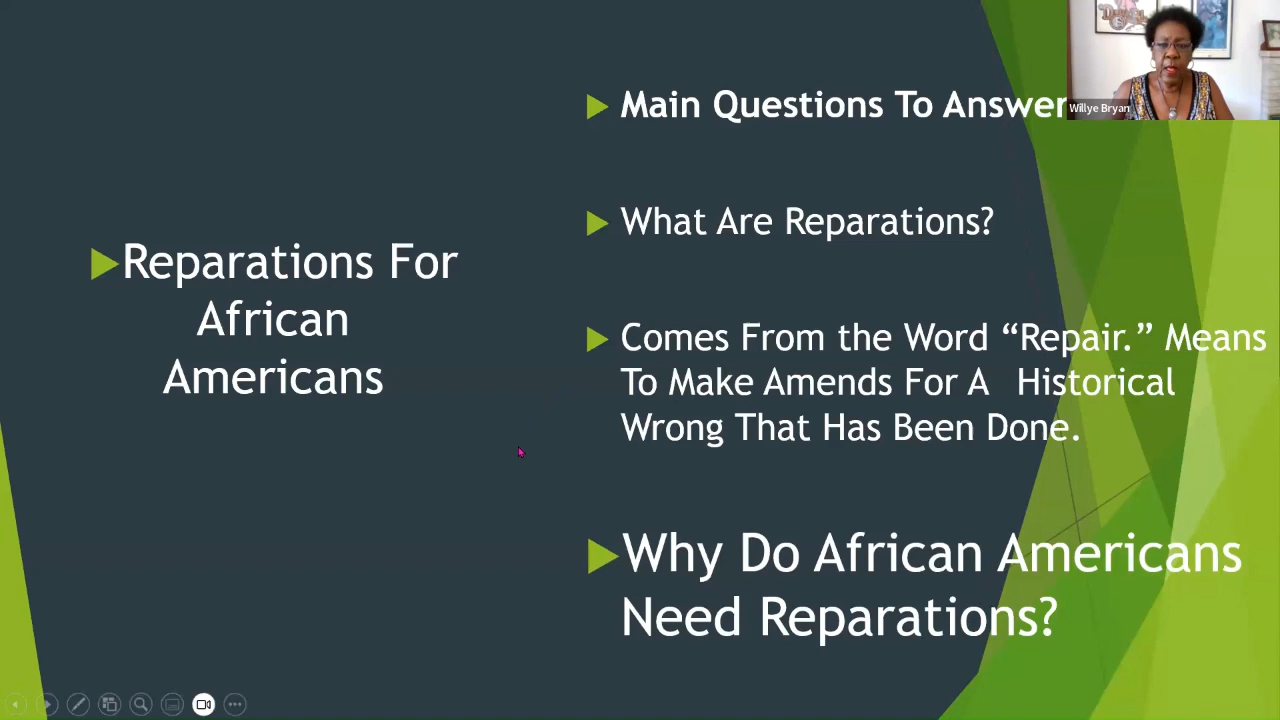 Reparations For
African
Americans
Main Questions To Answer
What Are Reparations?
Comes From the Word “Repair.” Means
To Make Amends For A Historical
Wrong That Has Been Done.
Why Do African Americans
Need Reparations?
Willye Bryan